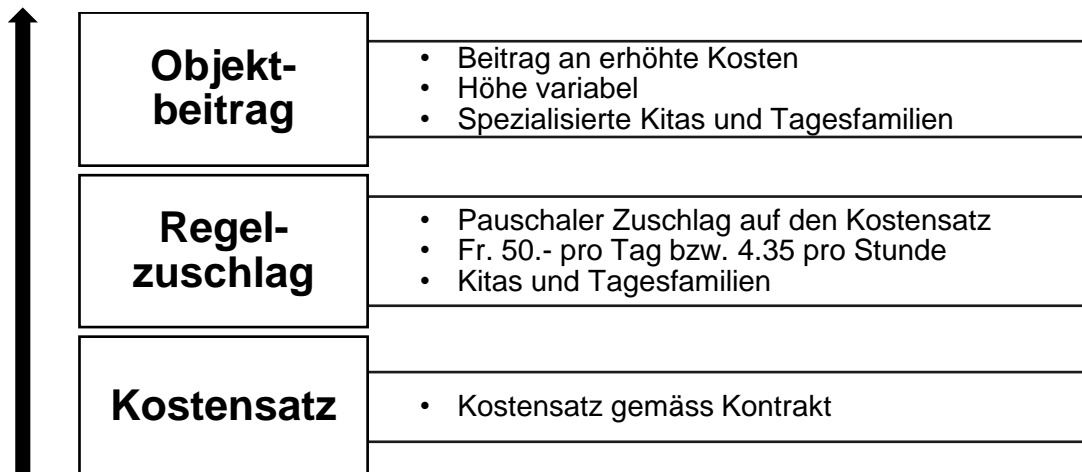 Objekt-
beitrag
• Beitrag an erhöhte Kosten
• Höhe variabel
• Spezialisierte Kitas und Tagesfamilien
Regel-
zuschlag
• Pauschaler Zuschlag auf den Kostensatz
• Fr. 50.- pro Tag bzw. 4.35 pro Stunde
• Kitas und Tagesfamilien
Kostensatz
• Kostensatz gemäss Kontrakt